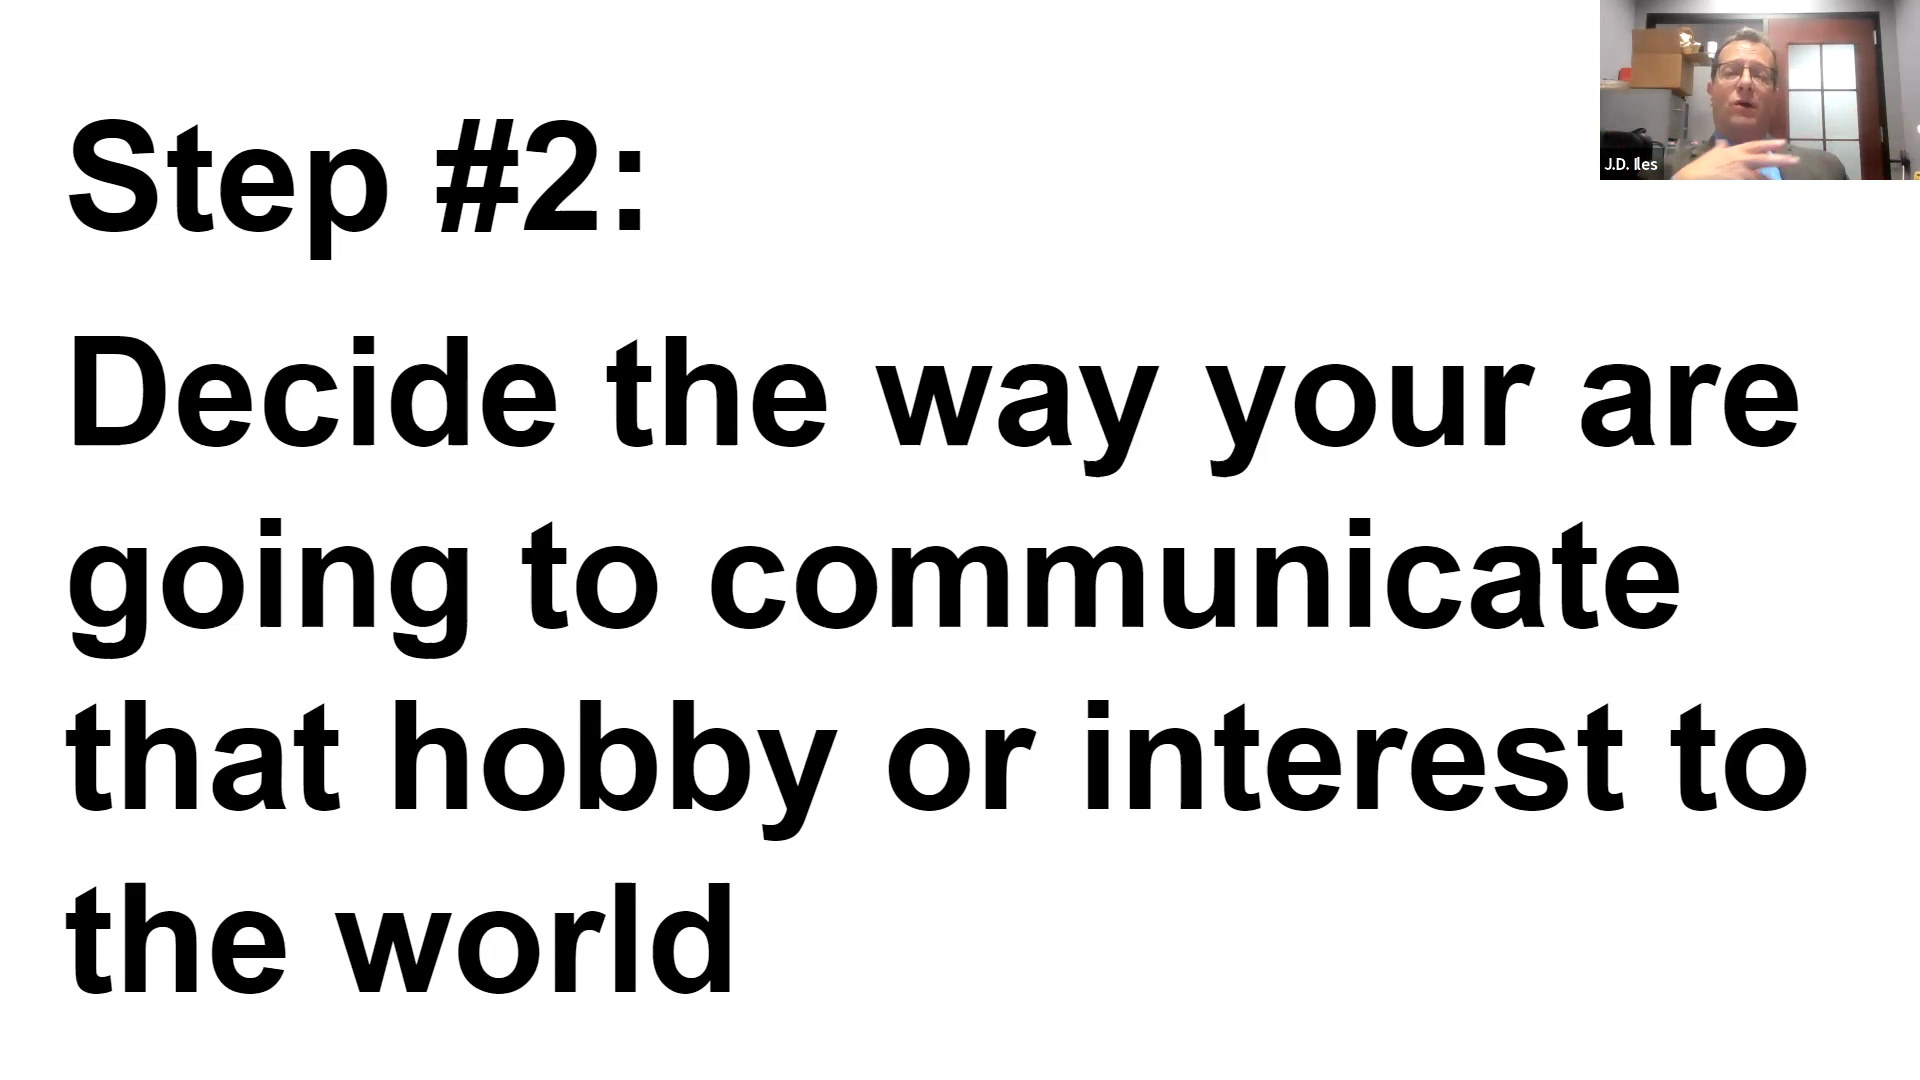 Step #2:
Decide the way your are
going to communicate
that hobby or interest to
the world
J.D. Iles